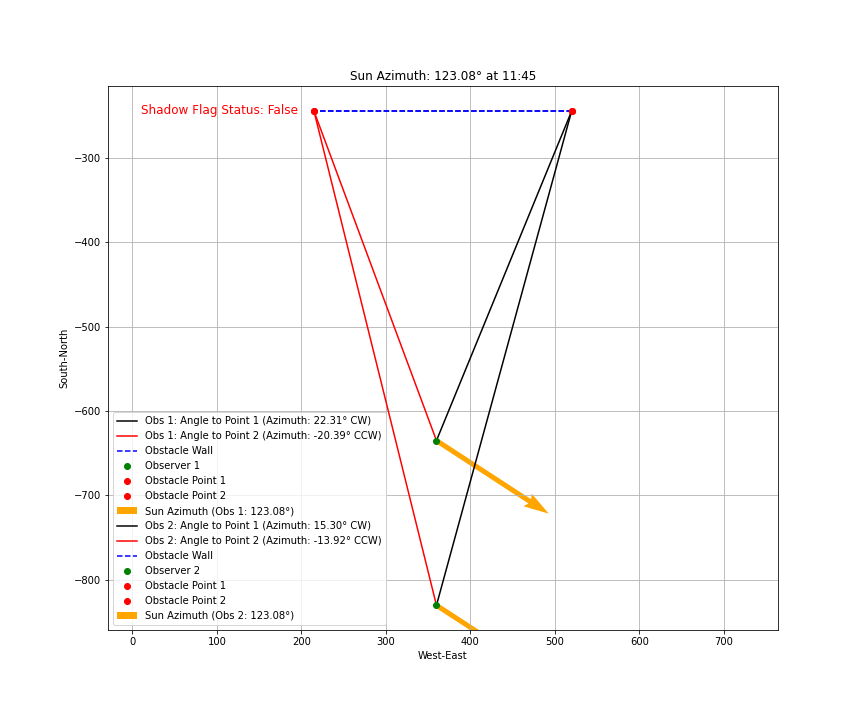 Sun Azimuth: 123.08° at 11:45
Shadow Flag Status: False
−300
−400
−500
−600
−700
−800
South-North
Obs 1: Angle to Point 1 (Azimuth: 22.31° CW)
Obs 1: Angle to Point 2 (Azimuth: -20.39° CCW)
Obstacle Wall
Observer 1
Obstacle Point 1
Obstacle Point 2
Sun Azimuth (Obs 1: 123.08°)
Obs 2: Angle to Point 1 (Azimuth: 15.30° CW)
Obs 2: Angle to Point 2 (Azimuth: -13.92° CCW)
Obstacle Wall
Observer 2
Obstacle Point 1
Obstacle Point 2
Sun Azimuth (Obs 2: 123.08°)
0 100 200 300 400 500 600 700
West-East